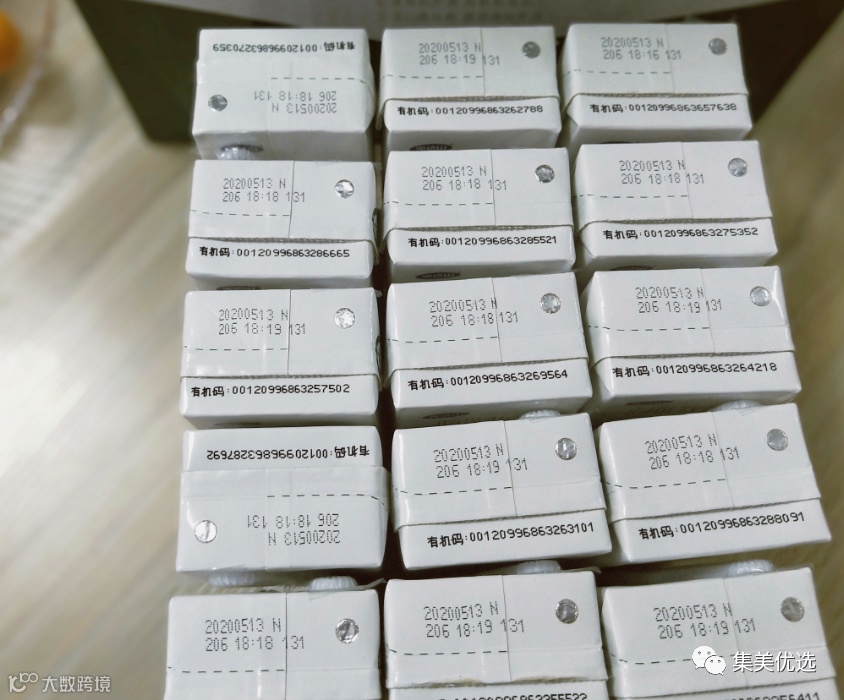 有机码:00120996863270359
20200513 N
206 18:18 131
20200513 N
206 18:19 131
有机码:00120996863262788
20200513 N
206 18:16 131
有机码:00120996863657638
20200513 N
206 18:18 131
有机码:00120996863286665
20200513 N
206 18:18 131
有机码:00120996863285521
20200513 N
206 18:18 131
有机码:00120996863275352
20200513 N
206 18:19 131
有机码:00120996863257502
20200513 N
206 18:18 131
有机码:00120996863269564
20200513 N
206 18:19 131
有机码:00120996863264218
有机码:00120996863287692
20200513 N
206 18:18 131
20200513 N
206 18:19 131
有机码:00120996863263101
20200513 N
206 18:18 131
有机码:00120996863288091
20200513 N
206 18:18 131
20200513 N
206 18:19 131
20200513 N
206 18:19 131
集美优选
大数跨境